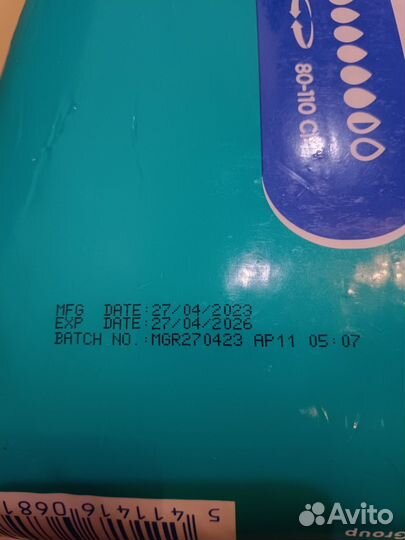 80-110 C
MFG DATE:27/04/2023
EXP DATE:27/04/2026
BATCH NO.:MGR270423 AP11 05:07
5 411416 0681
Group
Avito